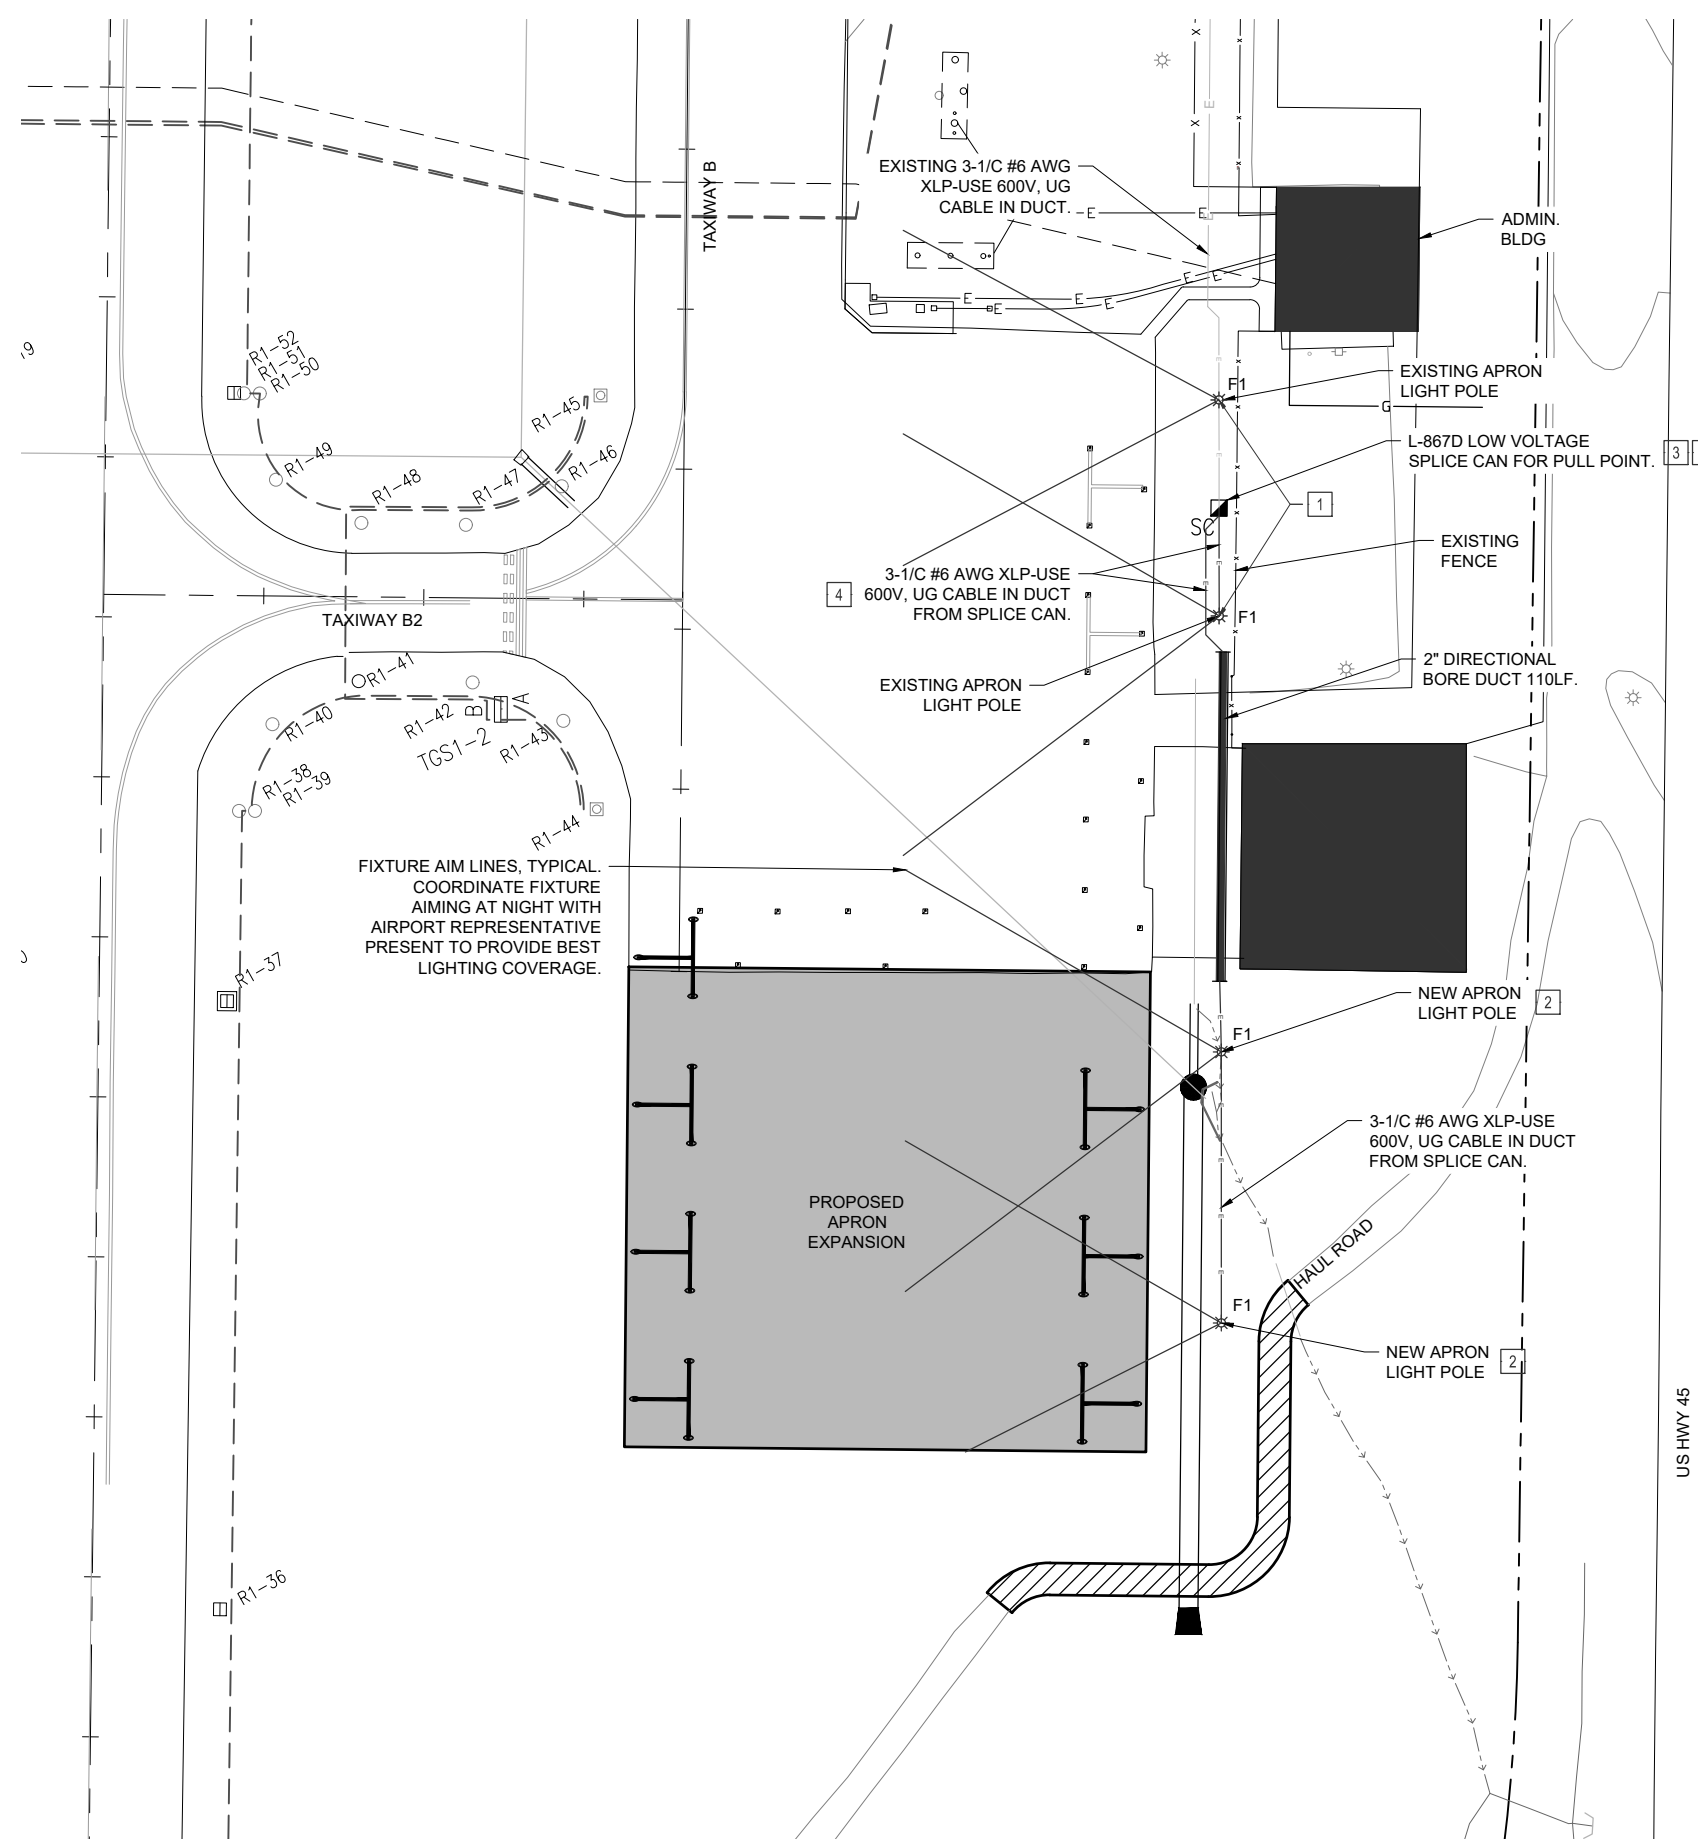 TAXIWAY B
EXISTING 3-1/C #6 AWG
XLP-USE 600V, UG
CABLE IN DUCT.
ADMIN.
BLDG
E
E
E
E
E
E
E
E
E
R1-52
R1-51
R1-50
R1-45
R1-49
R1-46
R1-48
R1-47
F1
EXISTING APRON
LIGHT POLE
G
L-867D LOW VOLTAGE
SPLICE CAN FOR PULL POINT.
3
1
SC
EXISTING
FENCE
3-1/C #6 AWG XLP-USE
600V, UG CABLE IN DUCT
FROM SPLICE CAN.
4
F1
TAXIWAY B2
2" DIRECTIONAL
BORE DUCT 110LF.
EXISTING APRON
LIGHT POLE
R1-41
R1-40
R1-42
B
A
TGS1-2
R1-43
R1-38
R1-39
R1-44
FIXTURE AIM LINES, TYPICAL.
COORDINATE FIXTURE
AIMING AT NIGHT WITH
AIRPORT REPRESENTATIVE
PRESENT TO PROVIDE BEST
LIGHTING COVERAGE.
R1-37
NEW APRON
LIGHT POLE
2
F1
3-1/C #6 AWG XLP-USE
600V, UG CABLE IN DUCT
FROM SPLICE CAN.
PROPOSED
APRON
EXPANSION
HAUL ROAD
F1
NEW APRON
LIGHT POLE
2
US HWY 45
R1-36